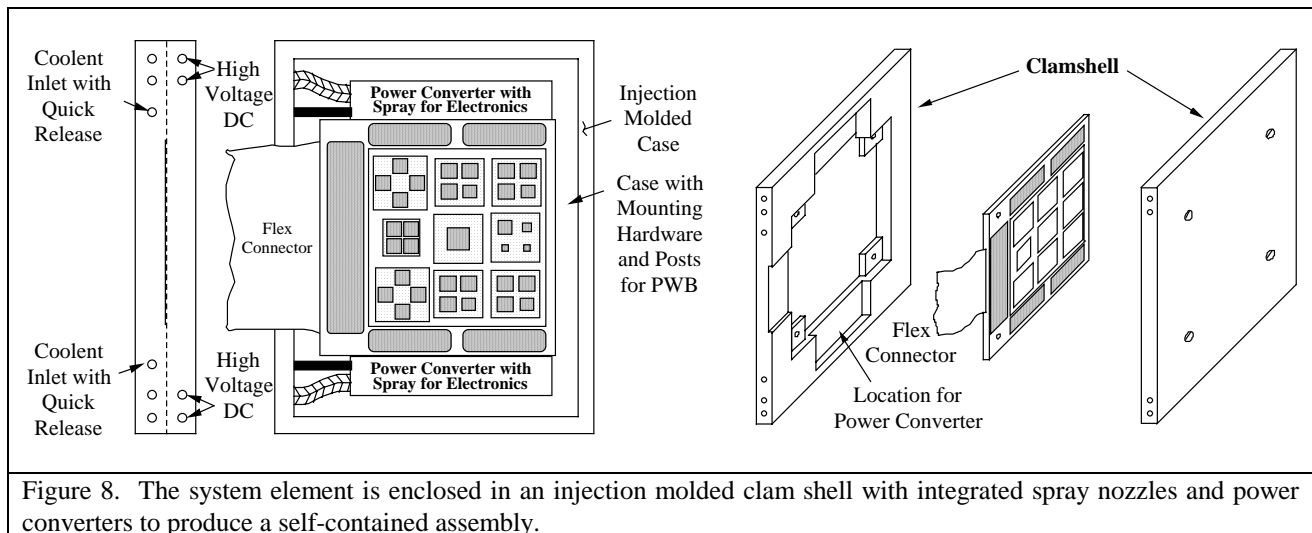 Coolent
Inlet with
Quick
Release
High
Voltage
DC
Power Converter with
Spray for Electronics
Injection
Molded
Case
Case with
Mounting
Hardware
and Posts
for PWB
Flex
Connector
Coolent
Inlet with
Quick
Release
High
Voltage
DC
Power Converter with
Spray for Electronics
Clamshell
Flex
Connector
Location for
Power Converter
Figure 8. The system element is enclosed in an injection molded clam shell with integrated spray nozzles and power
converters to produce a self-contained assembly.